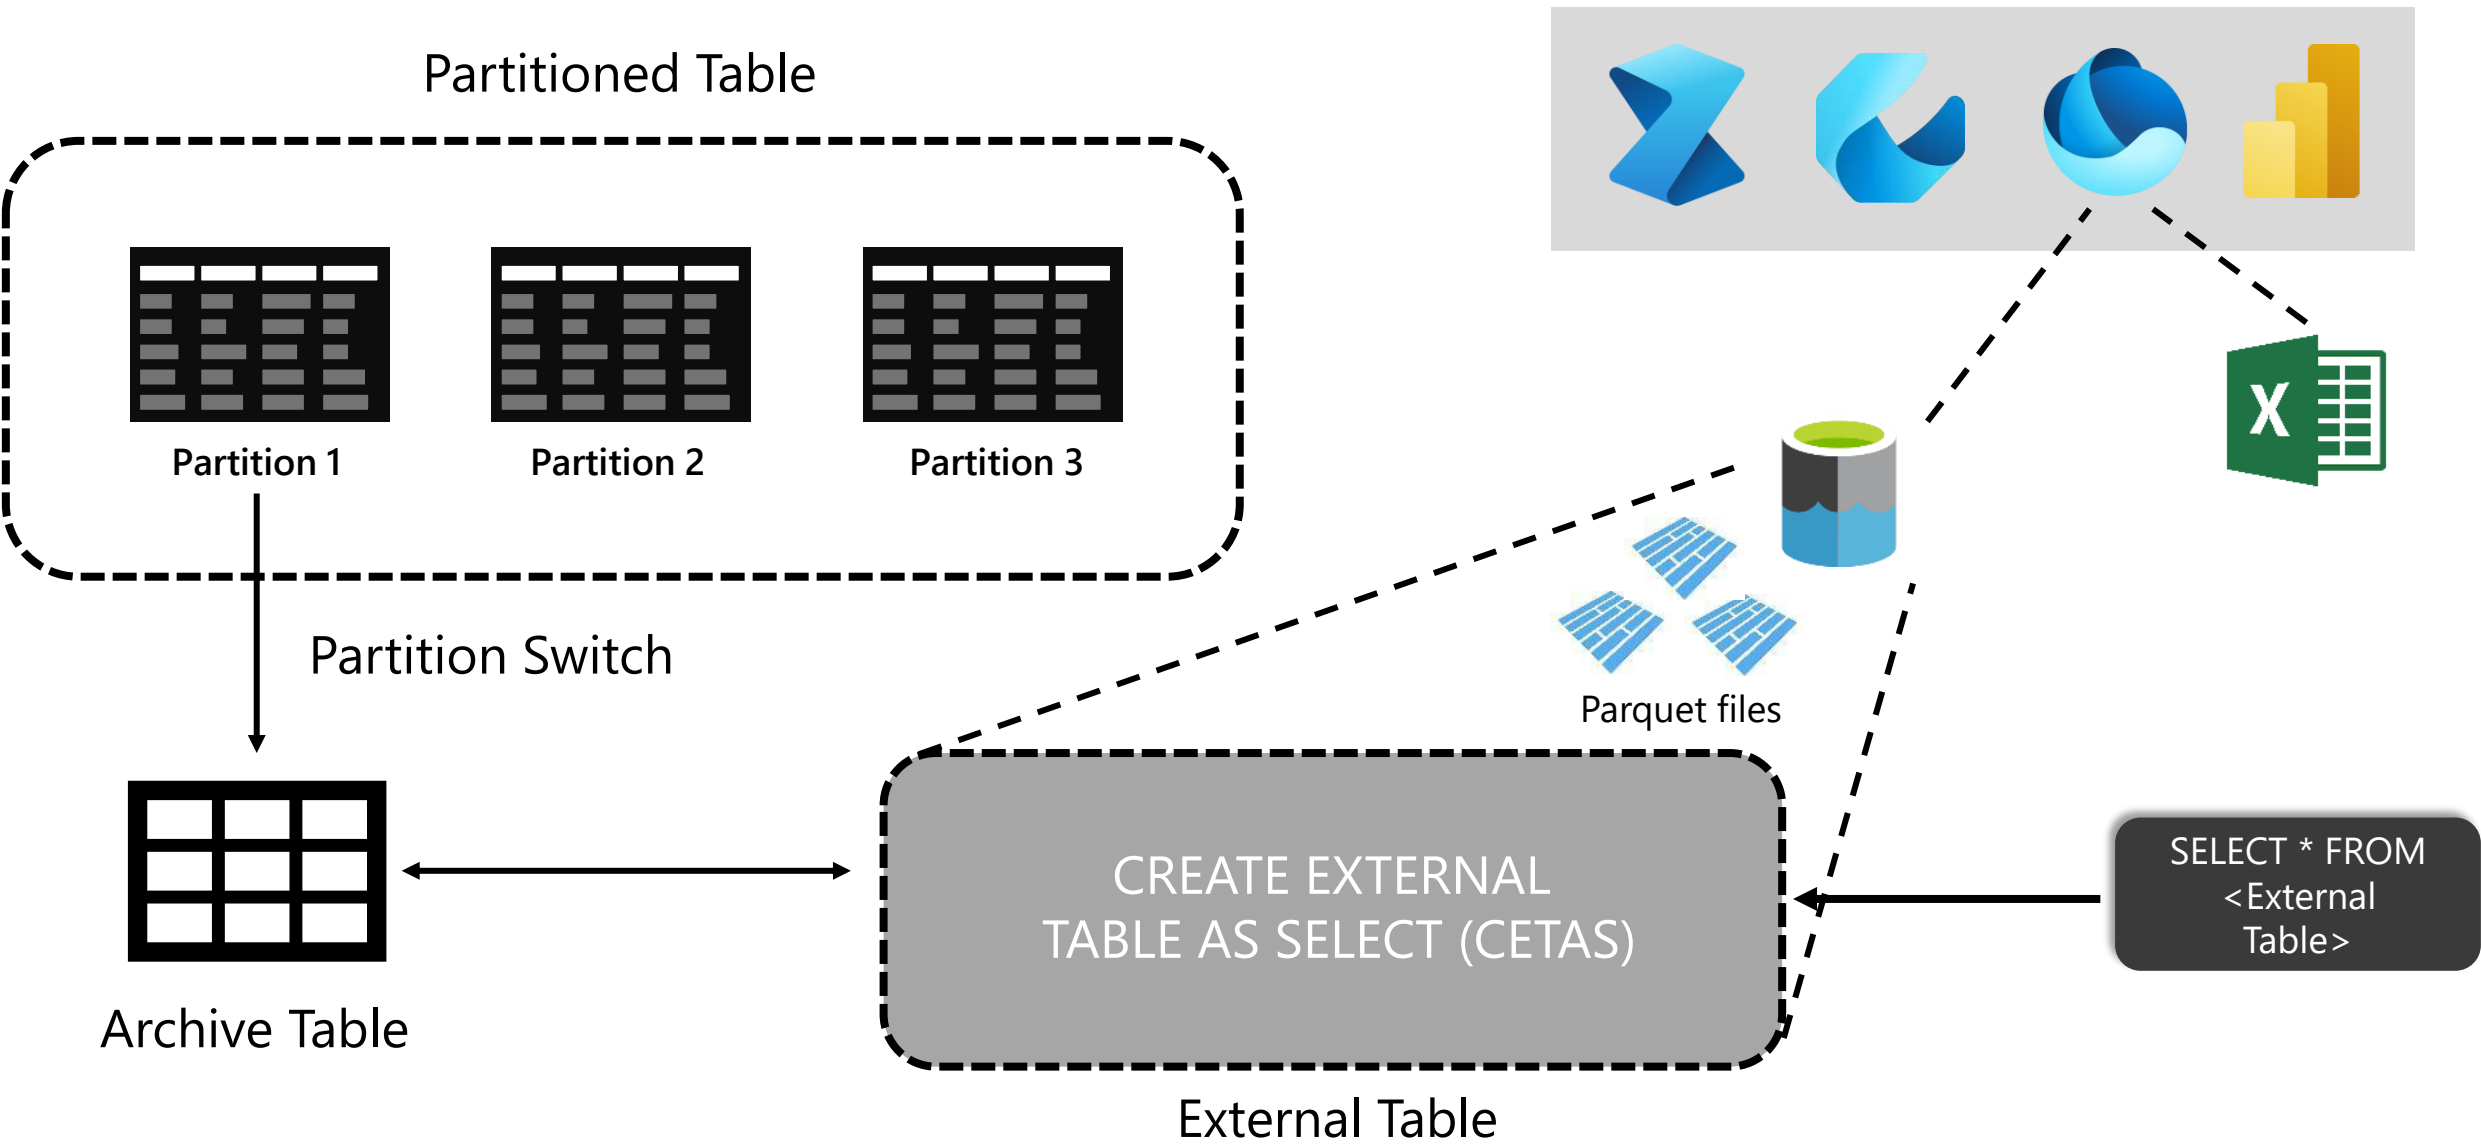 Partitioned Table
Partition 1
Partition 2
Partition 3
Partition Switch
X
Parquet files
CREATE EXTERNAL
TABLE AS SELECT (CETAS)
SELECT * FROM
<External
Table>
Archive Table
External Table